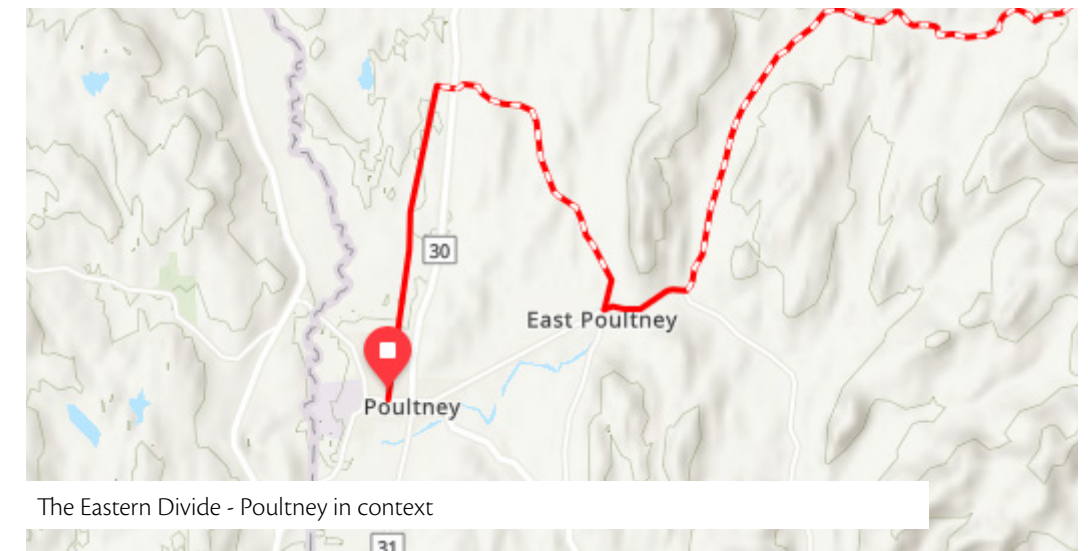 30
East Poultney
Poultney
The Eastern Divide - Poultney in context
31